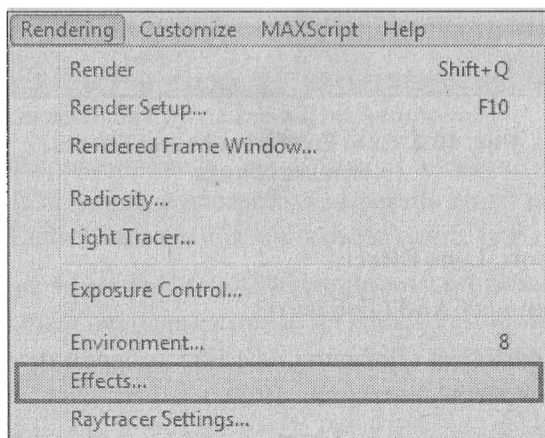 Rendering Customize MAXScript Help
Render Shift+Q
Render Setup... F10
Rendered Frame Window...
Radiosity...
Light Tracer...
Exposure Control...
Environment... 8
Effects...
Raytracer Settings...